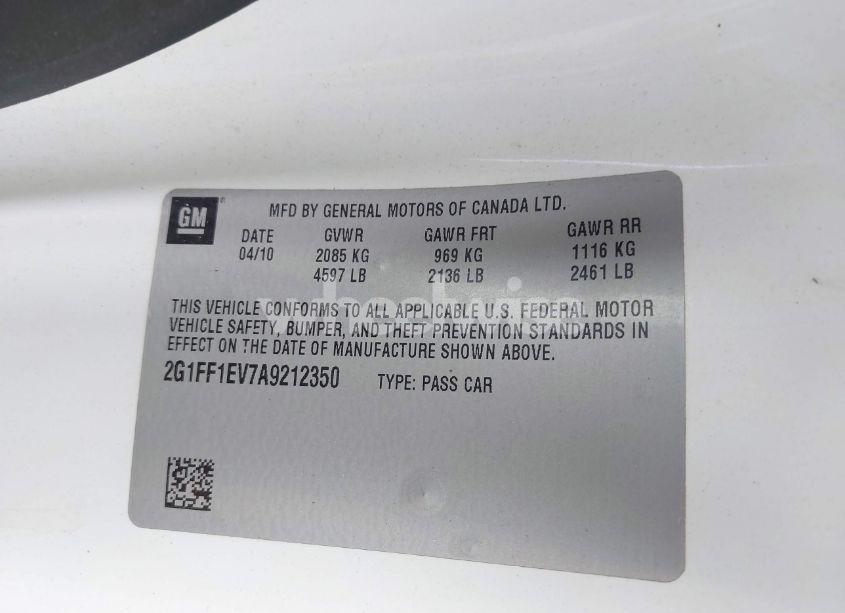 GM
MFD BY GENERAL MOTORS OF CANADA LTD.
DATE GVWR GAWR FRT GAWR RR
04/10 2085 KG 969 KG 1116 KG
4597 LB 2136 LB 2461 LB
THIS VEHICLE CONFORMS TO ALL APPLICABLE U.S. FEDERAL MOTOR
VEHICLE SAFETY, BUMPER, AND THEFT PREVENTION STANDARDS IN
EFFECT ON THE DATE OF MANUFACTURE SHOWN ABOVE.
2G1FF1EV7A9212350 TYPE: PASS CAR